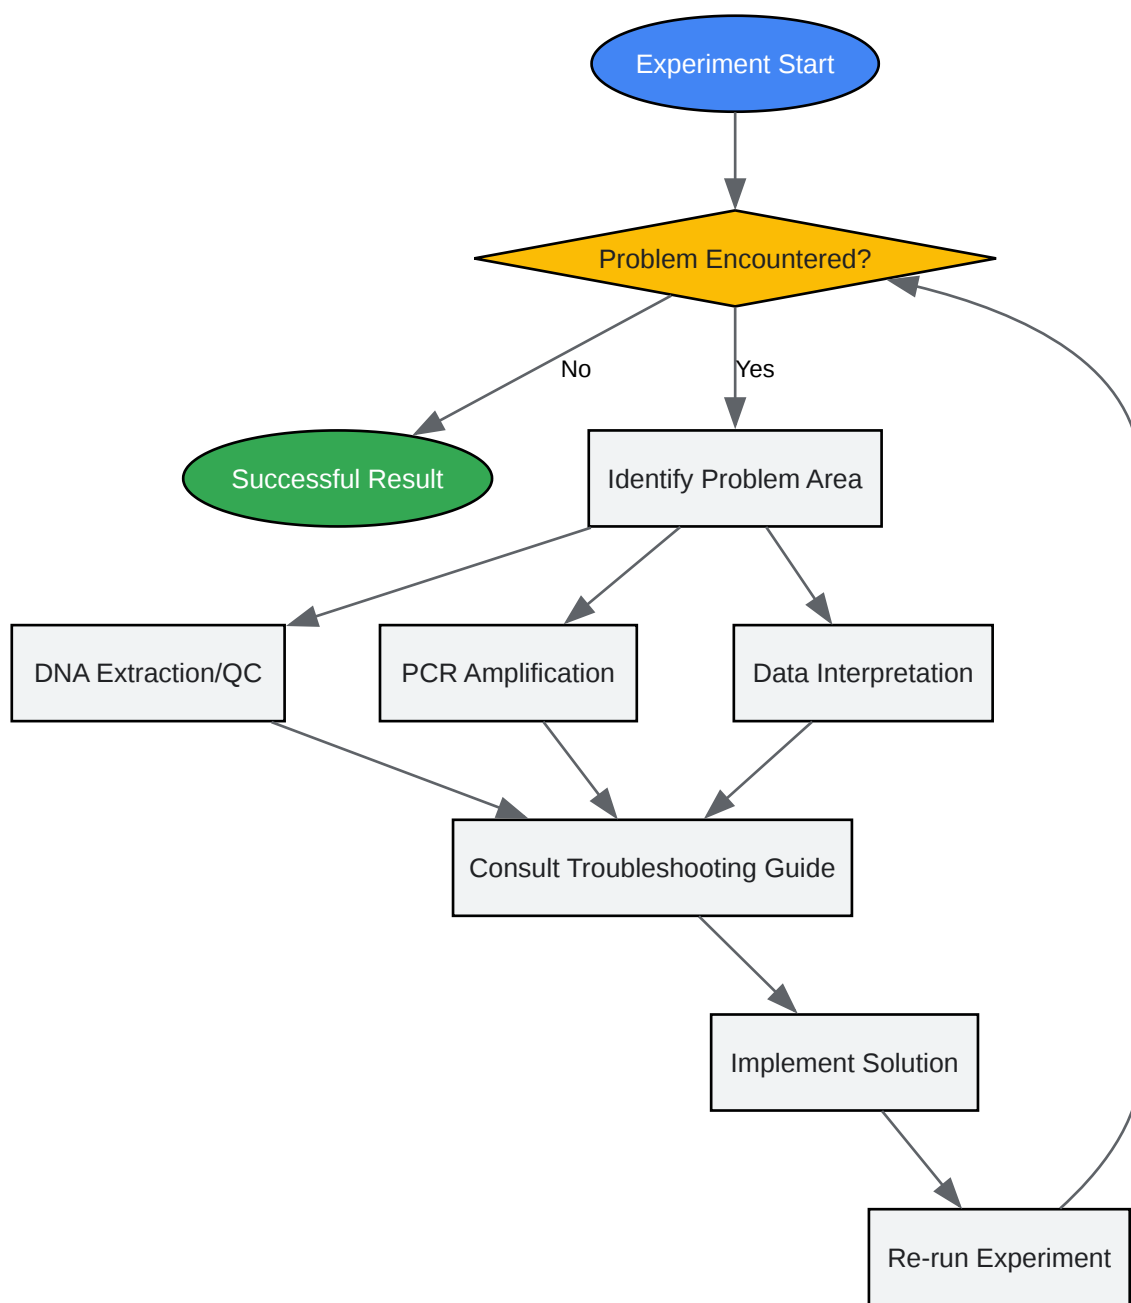 Experiment Start
Problem Encountered?
No
Yes
Successful Result
Identify Problem Area
DNA Extraction/QC
PCR Amplification
Data Interpretation
Consult Troubleshooting Guide
Implement Solution
Re-run Experiment